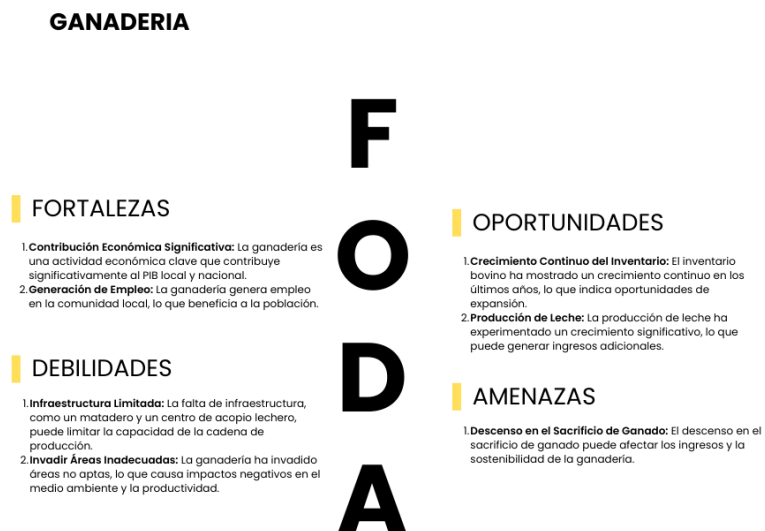 GANADERIA
F
O
D
A
FORTALEZAS
1. Contribución Económica Significativa: La ganadería es
una actividad económica clave que contribuye
significativamente al PIB local y nacional.
2. Generación de Empleo: La ganadería genera empleo
en la comunidad local, lo que beneficia a la población.
DEBILIDADES
1. Infraestructura Limitada: La falta de infraestructura,
como un matadero y un centro de acopio lechero,
puede limitar la capacidad de la cadena de
producción.
2. Invadir Áreas Inadecuadas: La ganadería ha invadido
áreas no aptas, lo que causa impactos negativos en el
medio ambiente y la productividad.
OPORTUNIDADES
1. Crecimiento Continuo del Inventario: El inventario
bovino ha mostrado un crecimiento continuo en los
últimos años, lo que indica oportunidades de
expansión.
2. Producción de Leche: La producción de leche ha
experimentado un crecimiento significativo, lo que
puede generar ingresos adicionales.
AMENAZAS
1. Descenso en el Sacrificio de Ganado: El descenso en el
sacrificio de ganado puede afectar los ingresos y la
sostenibilidad de la ganadería.